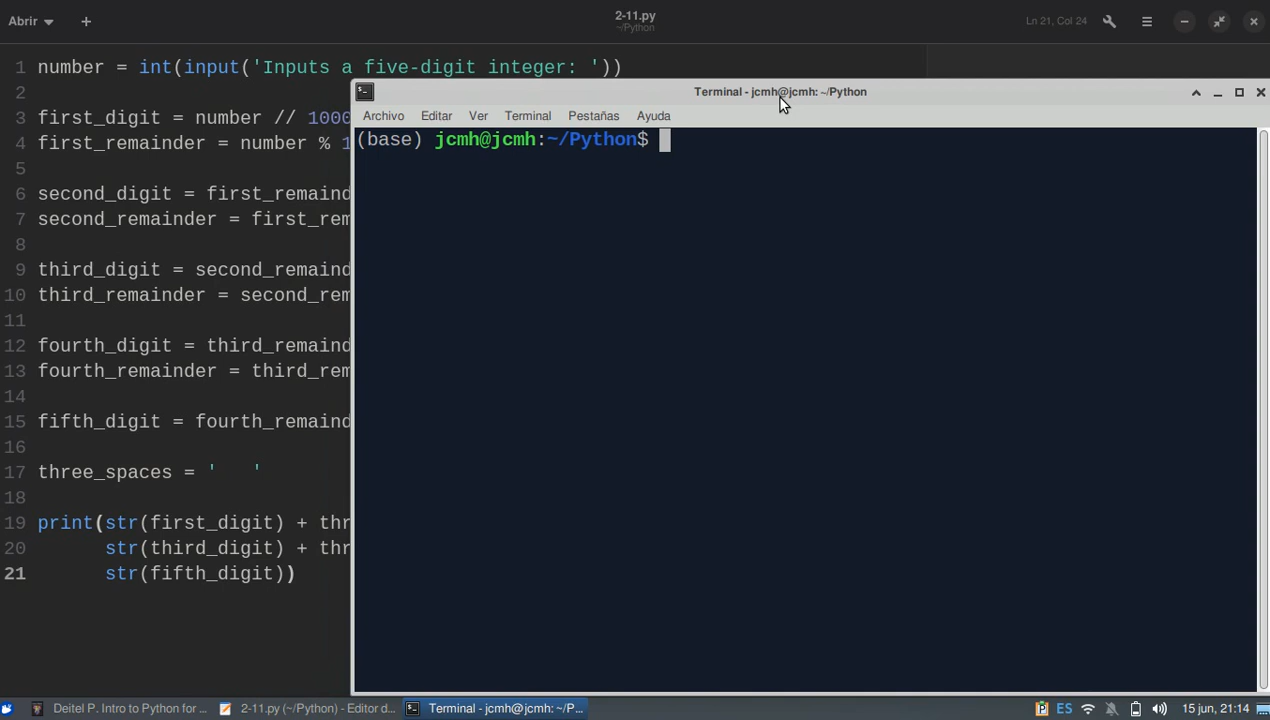 Abrir
2-11.py
~/Python
Ln 21, Col 24
1 number = int(input('Inputs a five-digit integer: '))
2
3 first_digit = number // 1000
4 first_remainder = number % 1
5
6 second_digit = first_remaind
7 second_remainder = first_rem
8
9 third_digit = second_remaind
10 third_remainder = second_rem
11
12 fourth_digit = third_remaind
13 fourth_remainder = third_rem
14
15 fifth_digit = fourth_remaind
16
17 three_spaces = '   '
18
19 print(str(first_digit) + thr
20       str(third_digit) + thr
21       str(fifth_digit))
Terminal - jcmh@jcmh: ~/Python
Archivo Editar Ver Terminal Pestañas Ayuda
(base) jcmh@jcmh:~/Python$
Deitel P. Intro to Python for ... 2-11.py (~/Python) - Editor d... Terminal - jcmh@jcmh: ~/P... ES 15 jun, 21:14